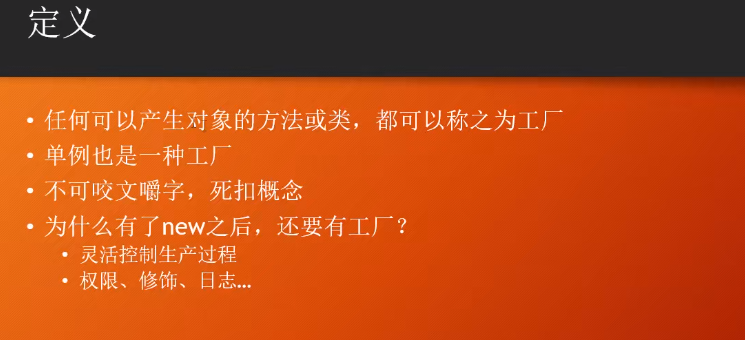 定义
• 任何可以产生对象的方法或类，都可以称之为工厂
• 单例也是一种工厂
• 不可咬文嚼字，死扣概念
• 为什么有了new之后，还要有工厂？
• 灵活控制生产过程
• 权限、修饰、日志...